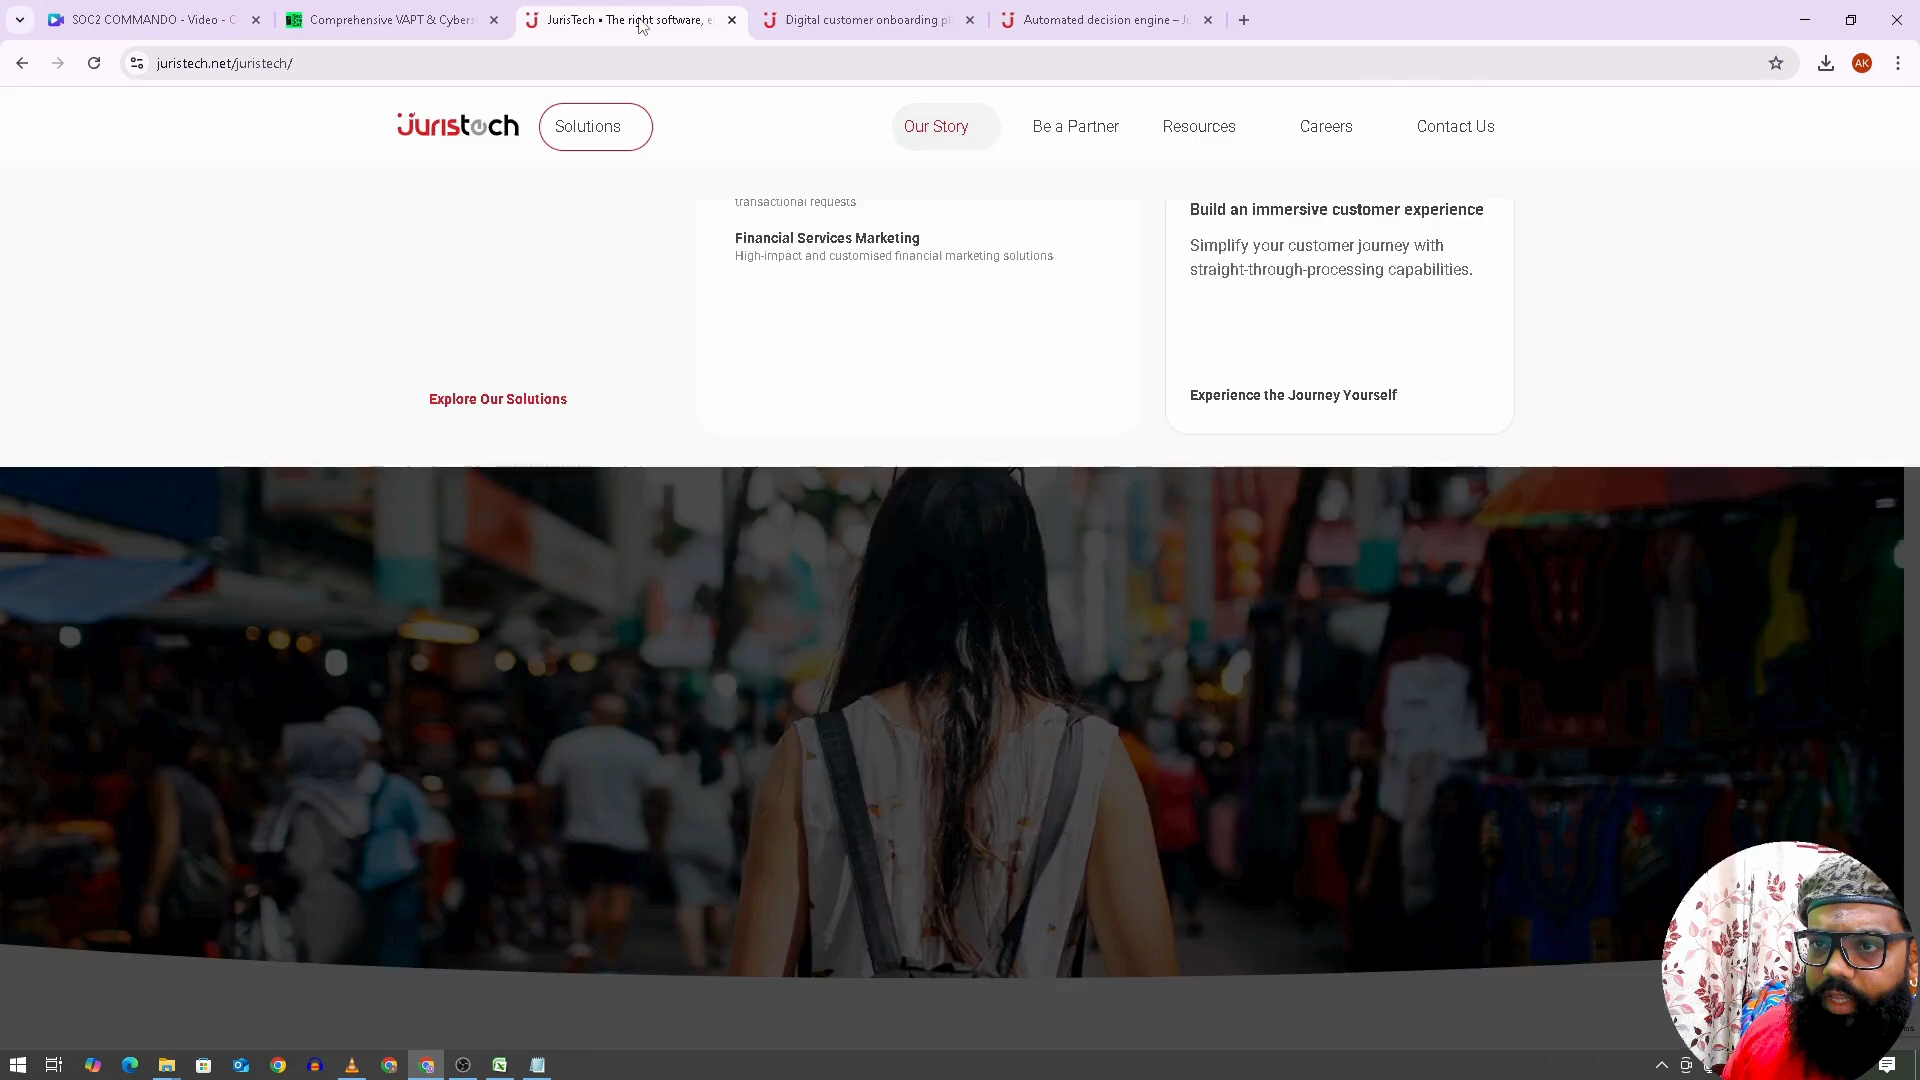 SOC2 COMMANDO - Video - C
Comprehensive VAPT & Cybers
JurisTech • The right software, e
Digital customer onboarding pl
Automated decision engine – Ju
juristech.net/juristech/
AK
juristech
Solutions
Our Story
Be a Partner
Resources
Careers
Contact Us
transactional requests
Financial Services Marketing
High-impact and customised financial marketing solutions
Explore Our Solutions
Build an immersive customer experience
Simplify your customer journey with
straight-through-processing capabilities.
Experience the Journey Yourself